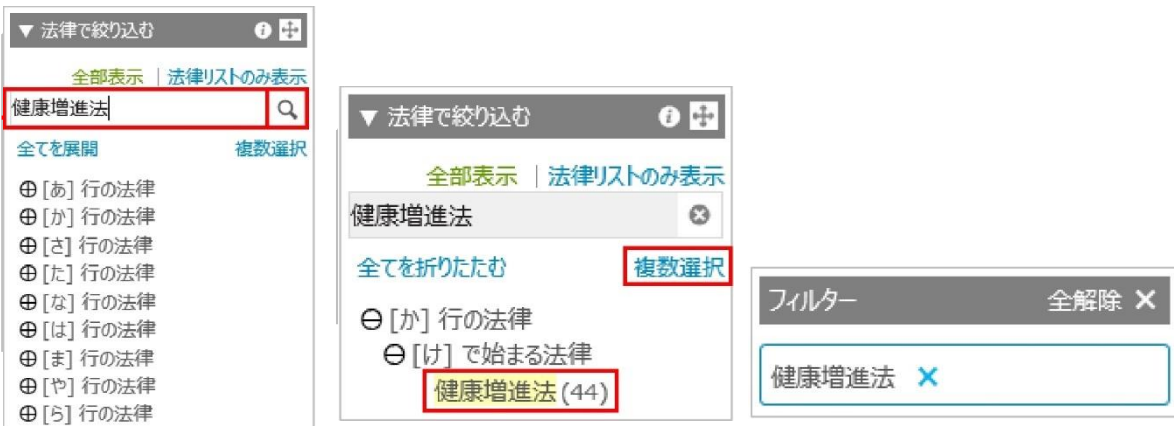 ▼ 法律で絞り込む
全部表示 | 法律リストのみ表示
健康増進法
全てを展開 複数選択
[あ] 行の法律
[か] 行の法律
[さ] 行の法律
[た] 行の法律
[な] 行の法律
[は] 行の法律
[ま] 行の法律
[や] 行の法律
[ら] 行の法律
▼ 法律で絞り込む
全部表示 | 法律リストのみ表示
健康増進法
全てを折りたたむ 複数選択
[か] 行の法律
[け] で始まる法律
健康増進法 (44)
フィルター 全解除 ✕
健康増進法 ✕